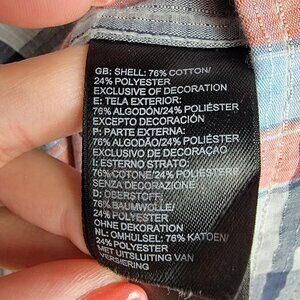 GB: SHELL: 76% COTTON/
24% POLYESTER
EXCLUSIVE OF DECORATION
E: TELA EXTERIOR:
76% ALGODÓN/24% POLIÉSTER
EXCEPTO DECORACIÓN
P: PARTE EXTERNA:
76% ALGODÃO/24% POLIÉSTER
EXCLUSIVO DE DECORAÇÃO
I: ESTERNO STRATO:
76% COTONE/24% POLIESTERE
SENZA DECORAZIONE
D: OBERSTOFF:
76% BAUMWOLLE/
24% POLYESTER
OHNE DEKORATION
NL: OMHULSEL: 76% KATOEN/
24% POLYESTER
MET UITSLUITING VAN
VERSIERING